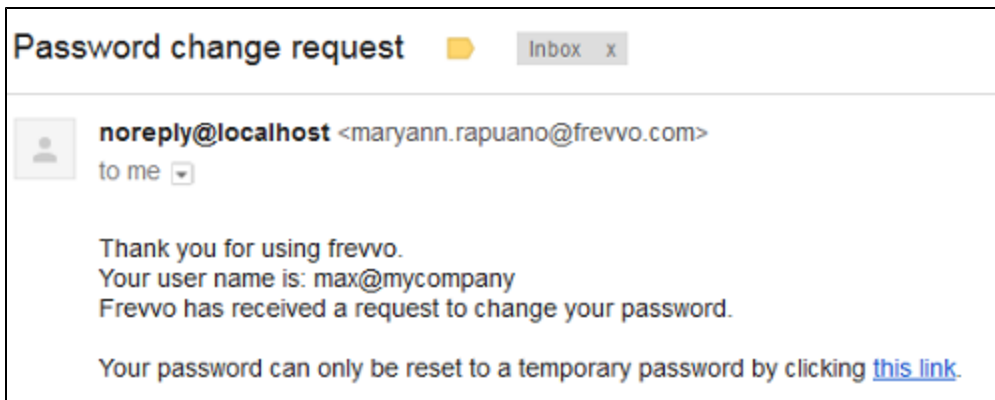 Password change request
Inbox x
noreply@localhost <maryann.rapuano@frevvo.com>
to me
Thank you for using frevvo.
Your user name is: max@mycompany
Frevvo has received a request to change your password.
Your password can only be reset to a temporary password by clicking this link.